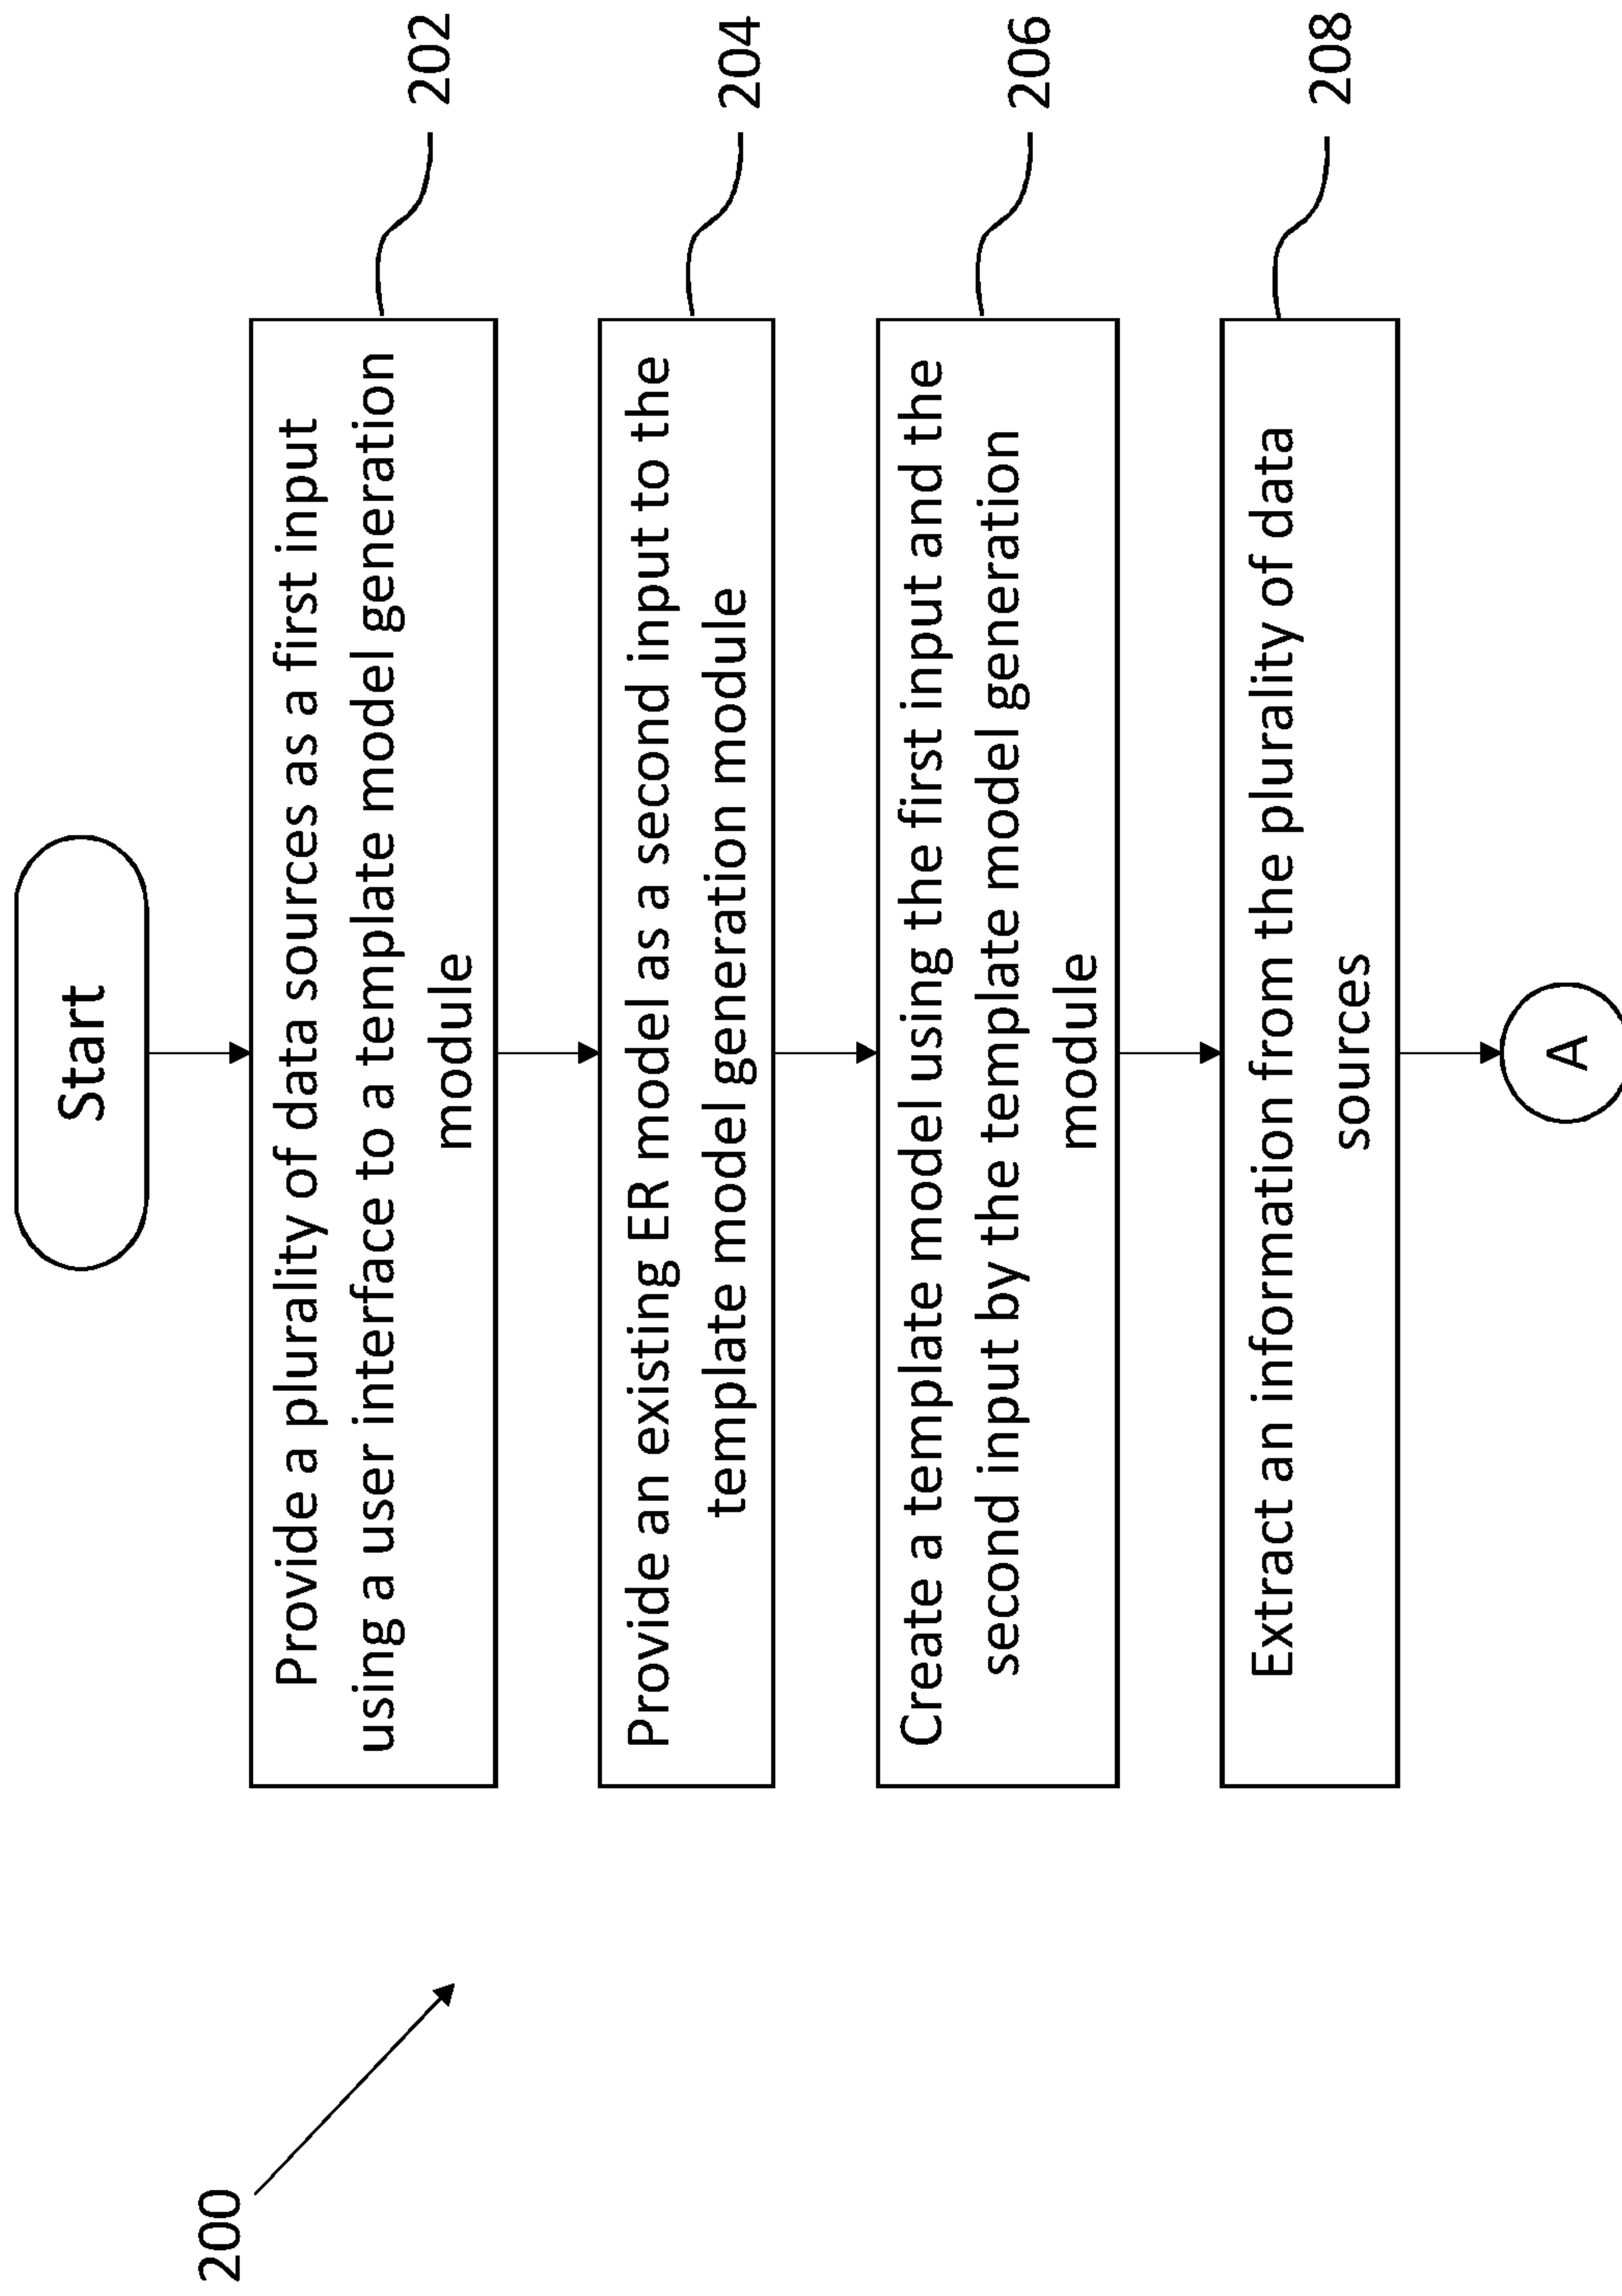 200
Start
Provide a plurality of data sources as a first input
using a user interface to a template model generation
module
202
Provide an existing ER model as a second input to the
template model generation module
204
Create a template model using the first input and the
second input by the template model generation
module
206
Extract an information from the plurality of data
sources
208
A